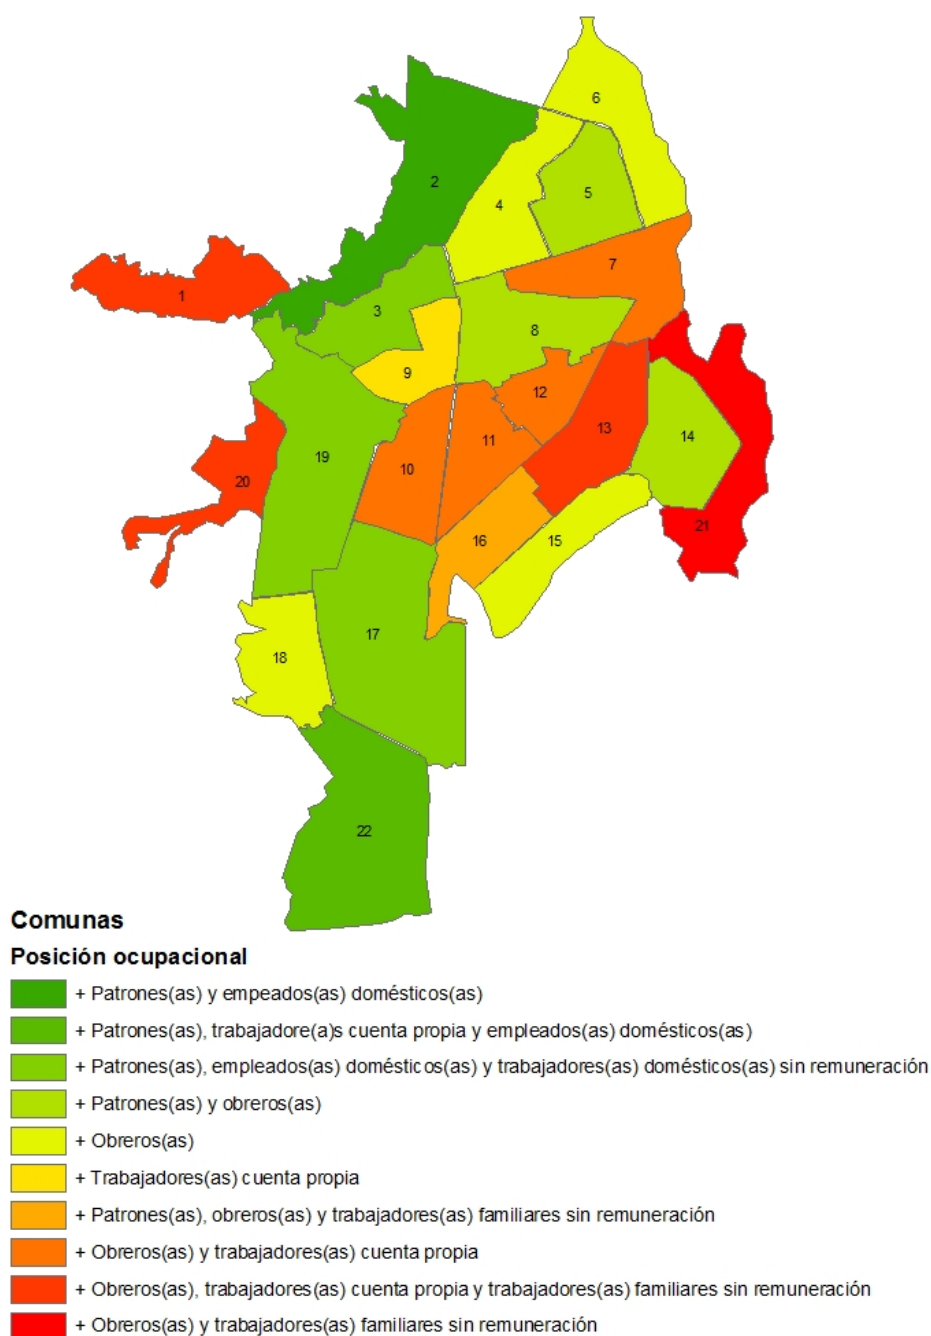 6
2
5
4
7
1
3
8
9
12
13
14
11
19
10
20
21
16
15
17
18
22
Comunas
Posición ocupacional
+ Patrones(as) y empeados(as) domésticos(as)
+ Patrones(as), trabajadore(a)s cuenta propia y empleados(as) domésticos(as)
+ Patrones(as), empleados(as) domésticos(as) y trabajadores(as) domésticos(as) sin remuneración
+ Patrones(as) y obreros(as)
+ Obreros(as)
+ Trabajadores(as) cuenta propia
+ Patrones(as), obreros(as) y trabajadores(as) familiares sin remuneración
+ Obreros(as) y trabajadores(as) cuenta propia
+ Obreros(as), trabajadores(as) cuenta propia y trabajadores(as) familiares sin remuneración
+ Obreros(as) y trabajadores(as) familiares sin remuneración